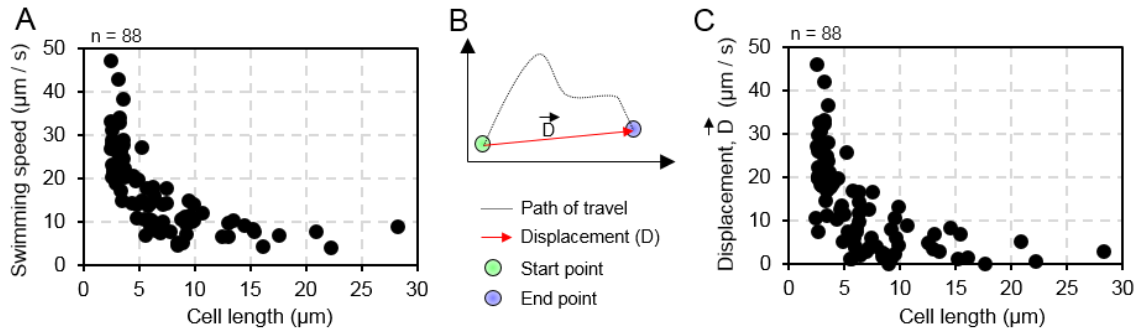 A
n = 88
50
40
30
20
10
0
Swimming speed (µm / s)
0 5 10 15 20 25 30
Cell length (µm)
B
D
Path of travel
Displacement (D)
Start point
End point
C
n = 88
50
40
30
20
10
0
Displacement, D (µm / s)
0 5 10 15 20 25 30
Cell length (µm)